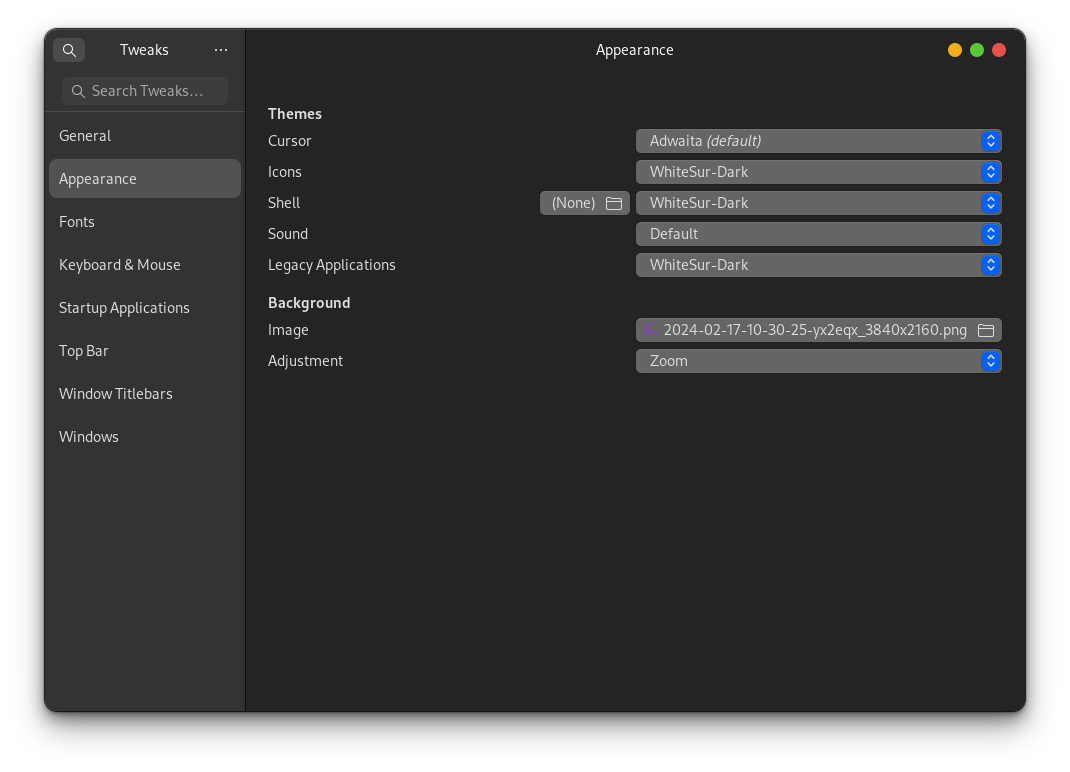 Tweaks
Search Tweaks...
General
Appearance
Fonts
Keyboard & Mouse
Startup Applications
Top Bar
Window Titlebars
Windows
Appearance
Themes
Cursor Adwaita (default)
Icons WhiteSur-Dark
Shell (None) WhiteSur-Dark
Sound Default
Legacy Applications WhiteSur-Dark
Background
Image 2024-02-17-10-30-25-yx2eqx_3840x2160.png
Adjustment Zoom